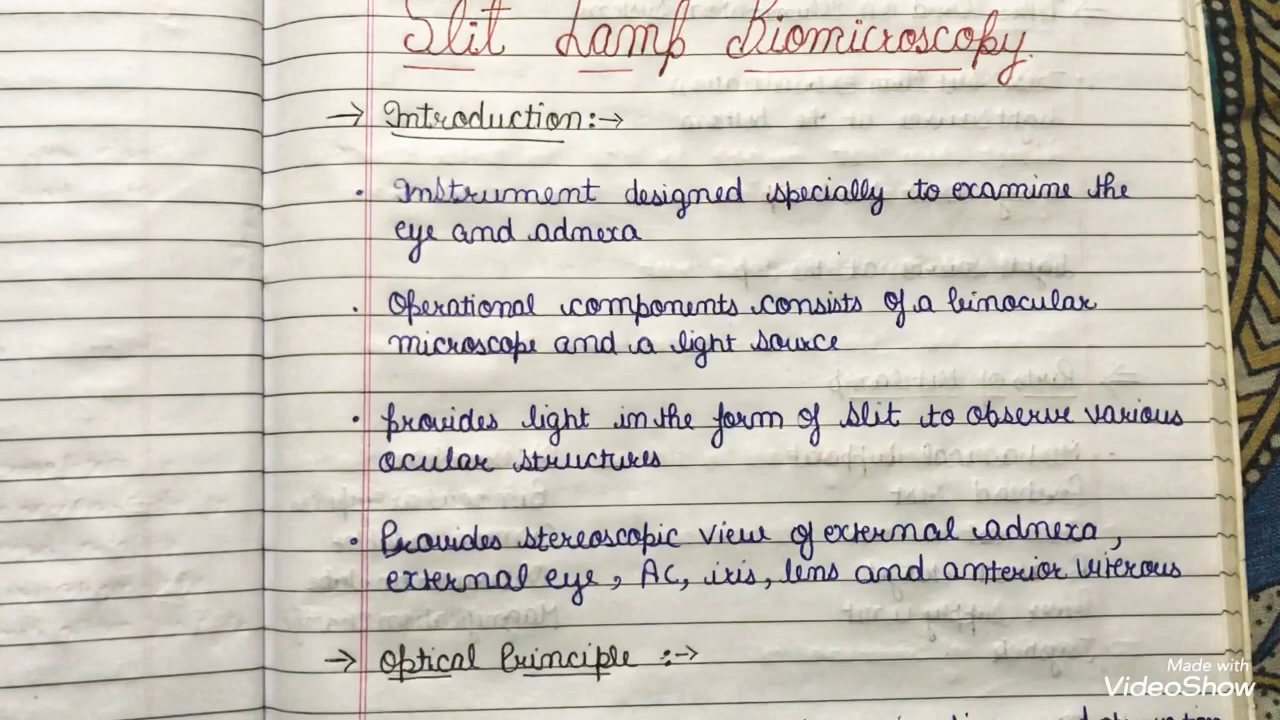 Slit Lamp Biomicroscopy
→ Introduction:→
• Instrument designed specially to examine the
eye and adnexa
• Operational components consists of a binocular
microscope and a light source
• provides light in the form of slit to observe various
ocular structures
• Provides stereoscopic view of external adnexa,
external eye, AC, iris, lens and anterior viterous
→ Optical Principle :→
Made with
VideoShow